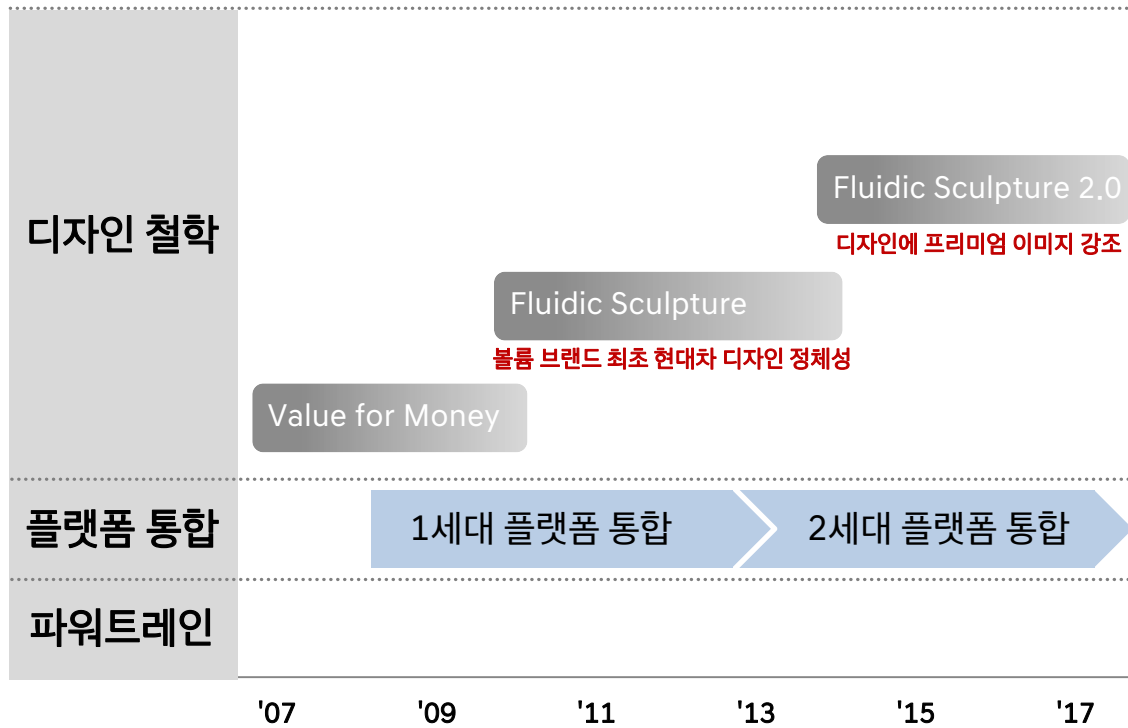 디자인 철학
Fluidic Sculpture 2.0
디자인에 프리미엄 이미지 강조
Fluidic Sculpture
볼륨 브랜드 최초 현대차 디자인 정체성
Value for Money
플랫폼 통합
1세대 플랫폼 통합
2세대 플랫폼 통합
파워트레인
'07 '09 '11 '13 '15 '17